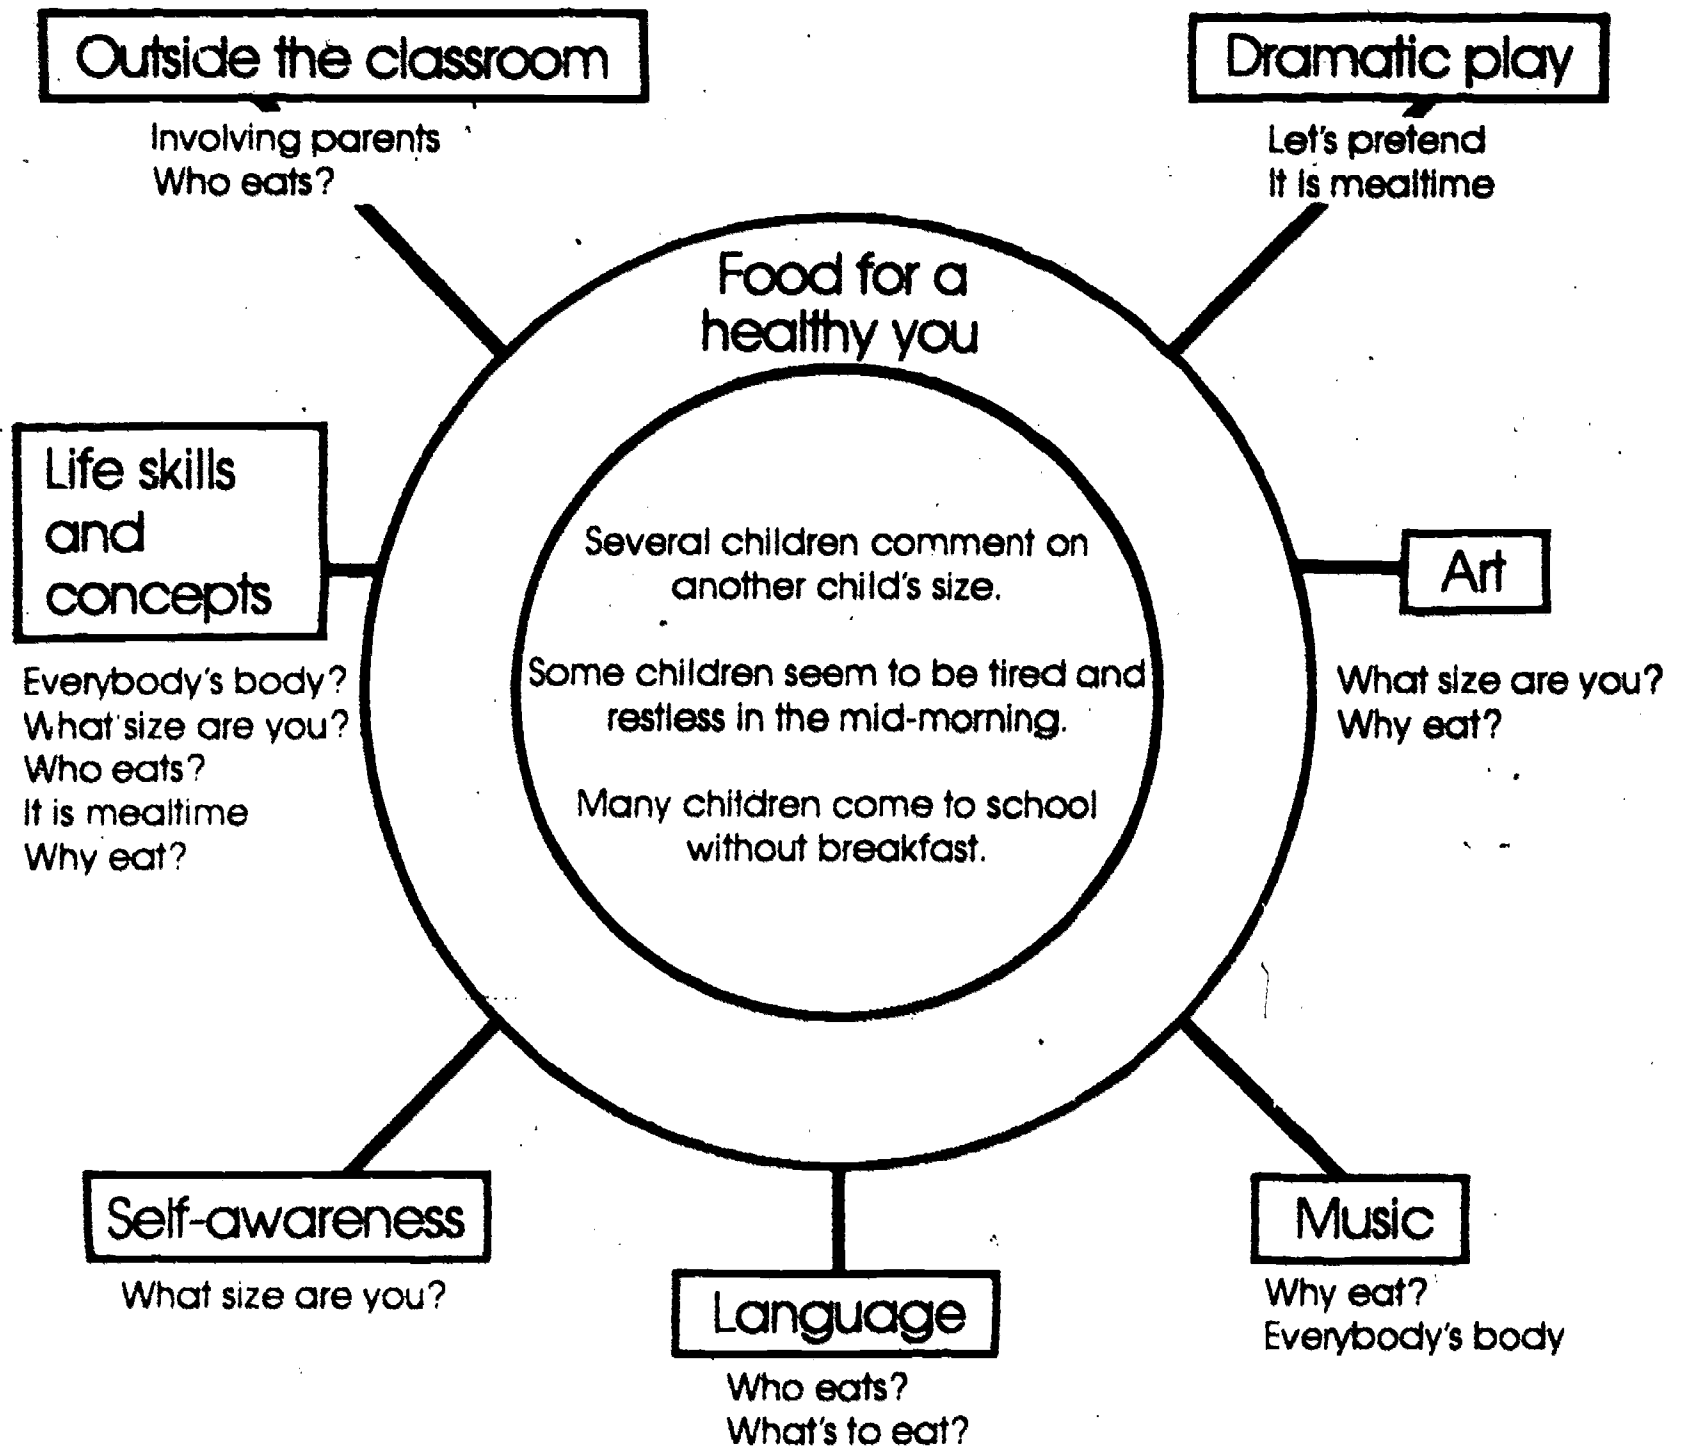 Outside the classroom
Involving parents
Who eats?
Dramatic play
Let's pretend
It is mealtime
Food for a
healthy you
Several children comment on
another child's size.
Some children seem to be tired and
restless in the mid-morning.
Many children come to school
without breakfast.
Life skills
and
concepts
Everybody's body?
What size are you?
Who eats?
It is mealtime
Why eat?
Art
What size are you?
Why eat?
Self-awareness
What size are you?
Language
Who eats?
What's to eat?
Music
Why eat?
Everybody's body